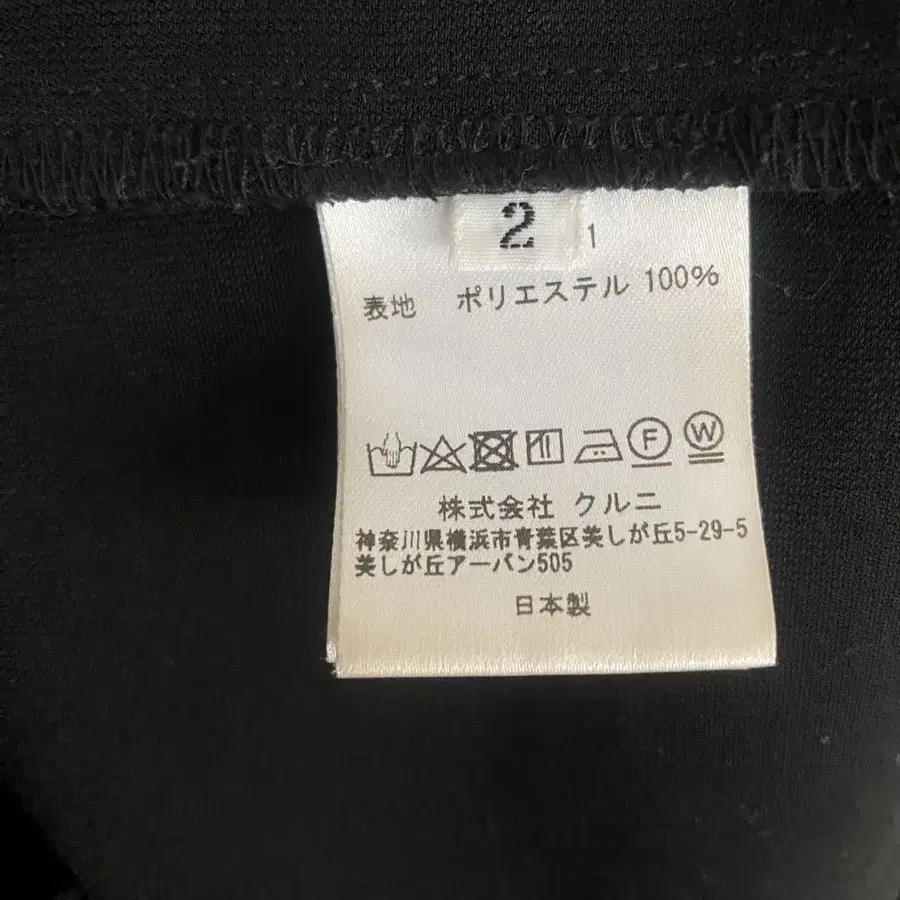 2
1
表地 ポリエステル 100%
F W
株式会社 クルニ
神奈川県横浜市青葉区美しが丘5-29-5
美しが丘アーバン505
日本製